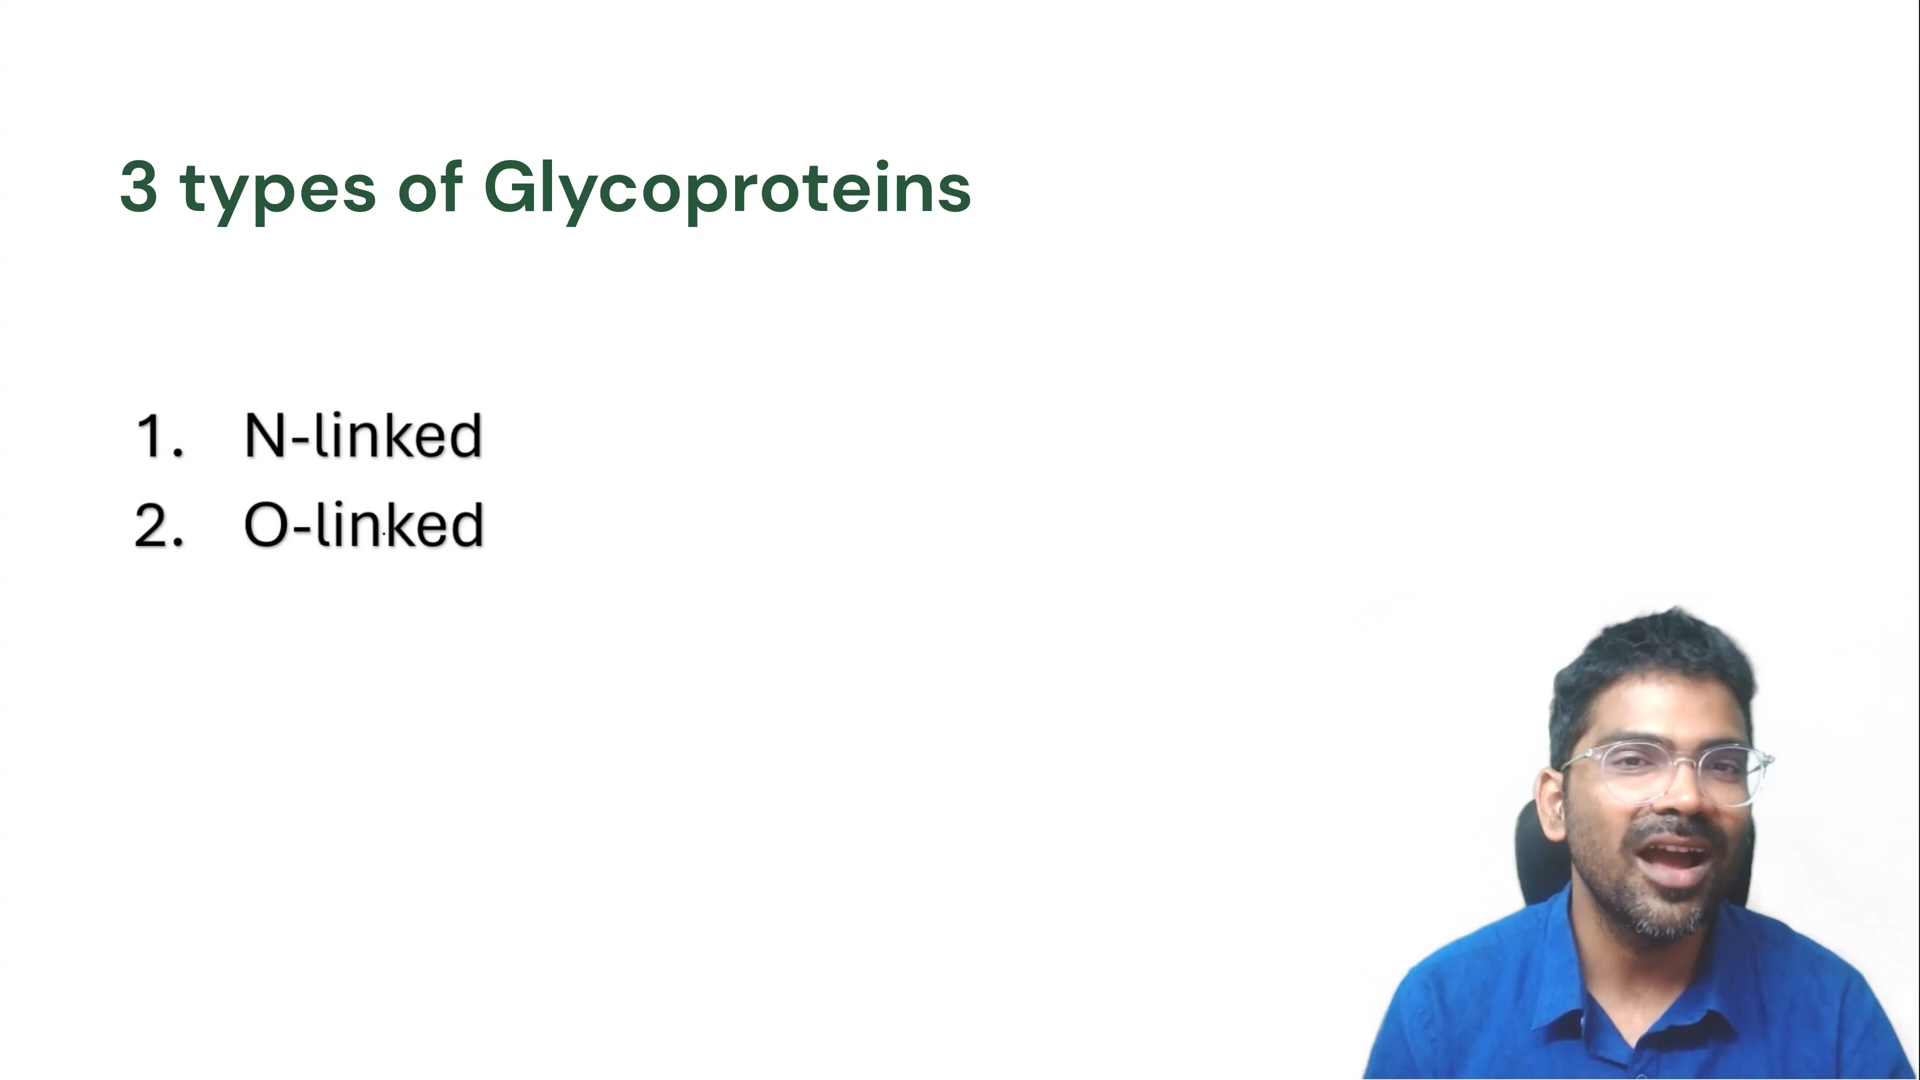 3 types of Glycoproteins
1. N-linked
2. O-linked